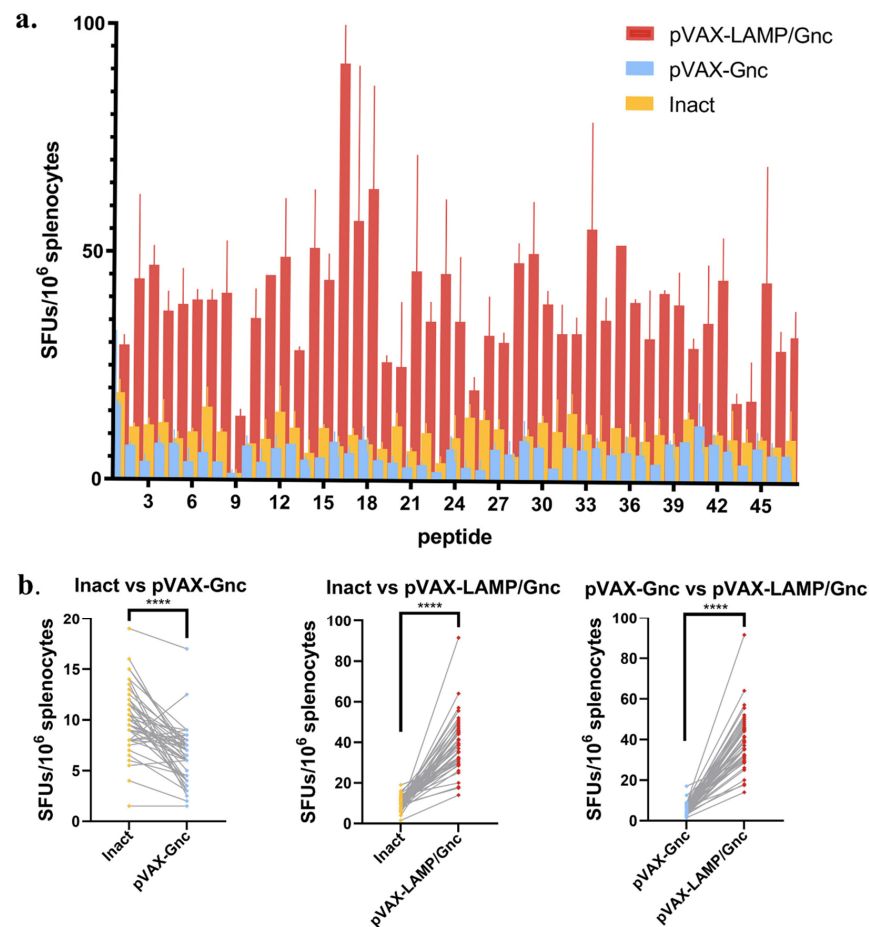 a.
100
50
0
SFUs/10⁶ splenocytes
pVAX-LAMP/Gnc
pVAX-Gnc
Inact
3 6 9 12 15 18 21 24 27 30 33 36 39 42 45
peptide
b.
Inact vs pVAX-Gnc
****
20
15
10
5
0
SFUs/10⁶ splenocytes
Inact
pVAX-Gnc
Inact vs pVAX-LAMP/Gnc
****
100
80
60
40
20
0
SFUs/10⁶ splenocytes
Inact
pVAX-LAMP/Gnc
pVAX-Gnc vs pVAX-LAMP/Gnc
****
100
80
60
40
20
0
SFUs/10⁶ splenocytes
pVAX-Gnc
pVAX-LAMP/Gnc